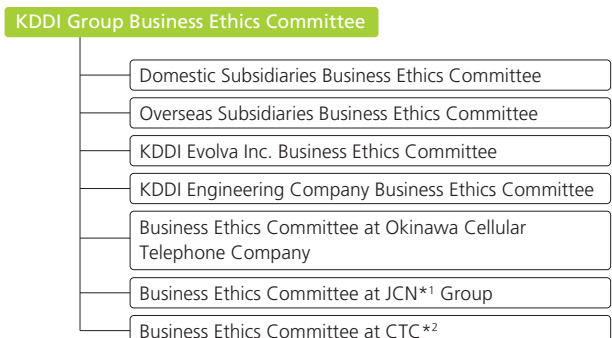 KDDI Group Business Ethics Committee
Domestic Subsidiaries Business Ethics Committee
Overseas Subsidiaries Business Ethics Committee
KDDI Evolva Inc. Business Ethics Committee
KDDI Engineering Company Business Ethics Committee
Business Ethics Committee at Okinawa Cellular
Telephone Company
Business Ethics Committee at JCN*1 Group
Business Ethics Committee at CTC*2